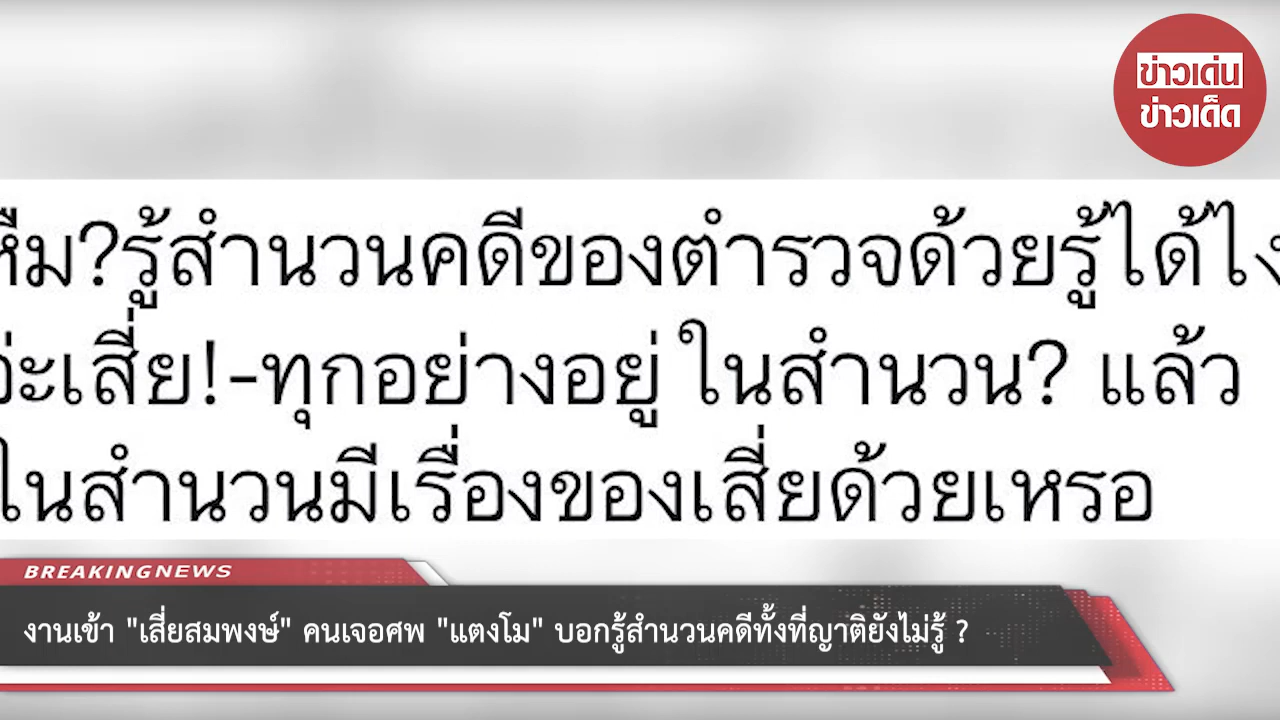 ข่าวเด่น
ข่าวเด็ด
หืม?รู้สำนวนคดีของตำรวจด้วยรู้ได้ไง
อ่ะเสี่ย!-ทุกอย่างอยู่ ในสำนวน? แล้ว
ในสำนวนมีเรื่องของเสี่ยด้วยเหรอ
BREAKINGNEWS
งานเข้า "เสี่ยสมพงษ์" คนเจอศพ "แตงโม" บอกรู้สำนวนคดีทั้งที่ญาติยังไม่รู้ ?